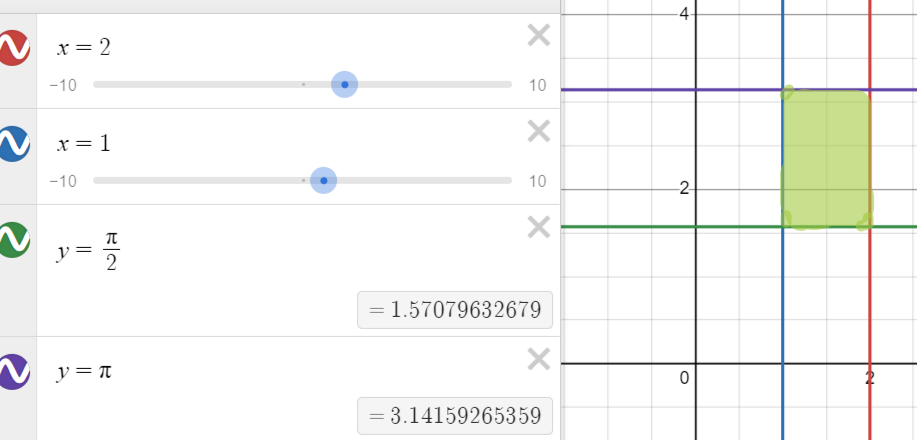 x = 2
-10 10
x = 1
-10 10
y = π/2
= 1.57079632679
y = π
= 3.14159265359
4
2
0 2